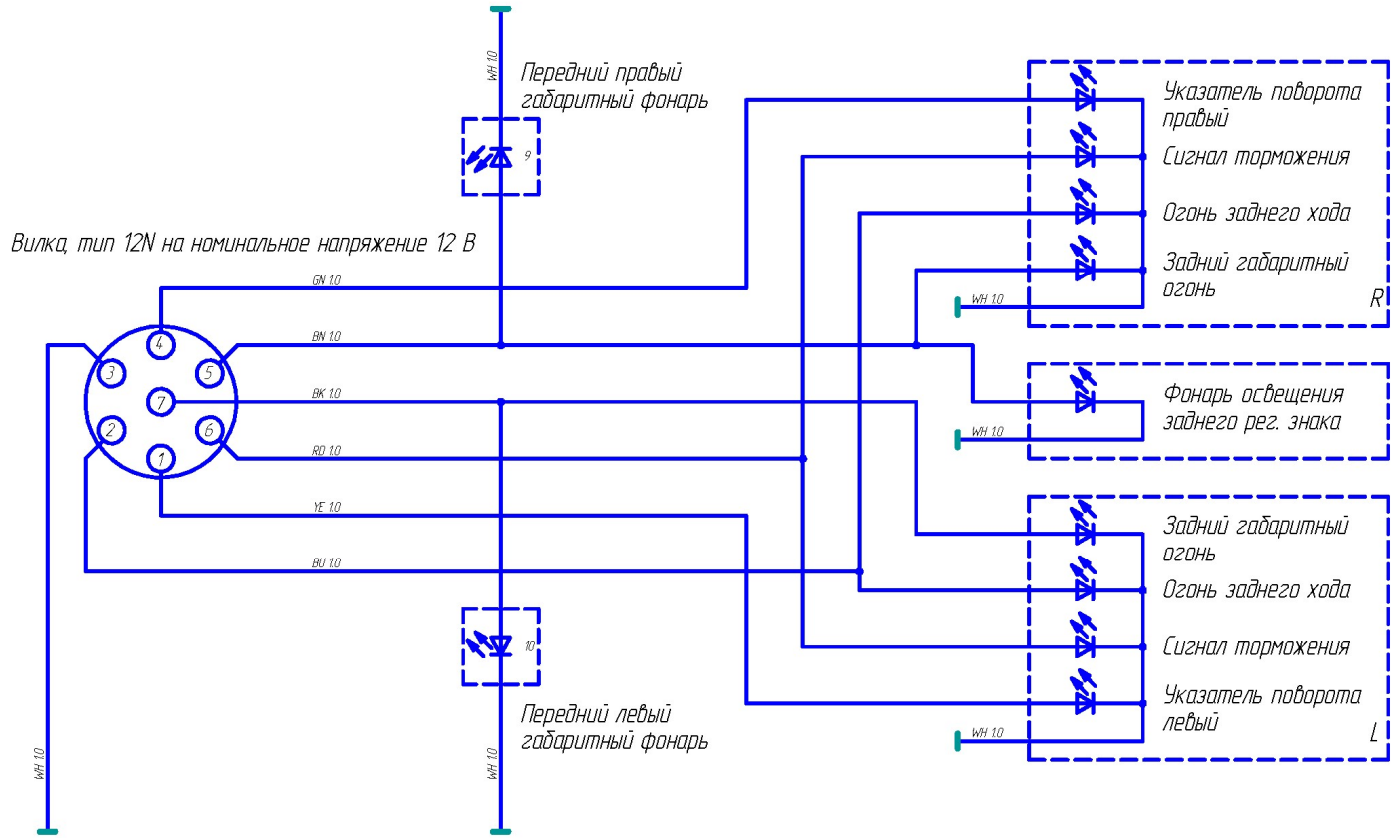 WH 1.0
Передний правый
габаритный фонарь
9
Вилка, тип 12N на номинальное напряжение 12 В
GN 1.0
BN 1.0
BK 1.0
RD 1.0
YE 1.0
BU 1.0
4
3
5
7
2
6
1
WH 1.0
10
Передний левый
габаритный фонарь
WH 1.0
Указатель поворота
правый
Сигнал торможения
Огонь заднего хода
Задний габаритный
огонь
WH 1.0
R
Фонарь освещения
заднего рег. знака
WH 1.0
Задний габаритный
огонь
Огонь заднего хода
Сигнал торможения
Указатель поворота
левый
WH 1.0
L